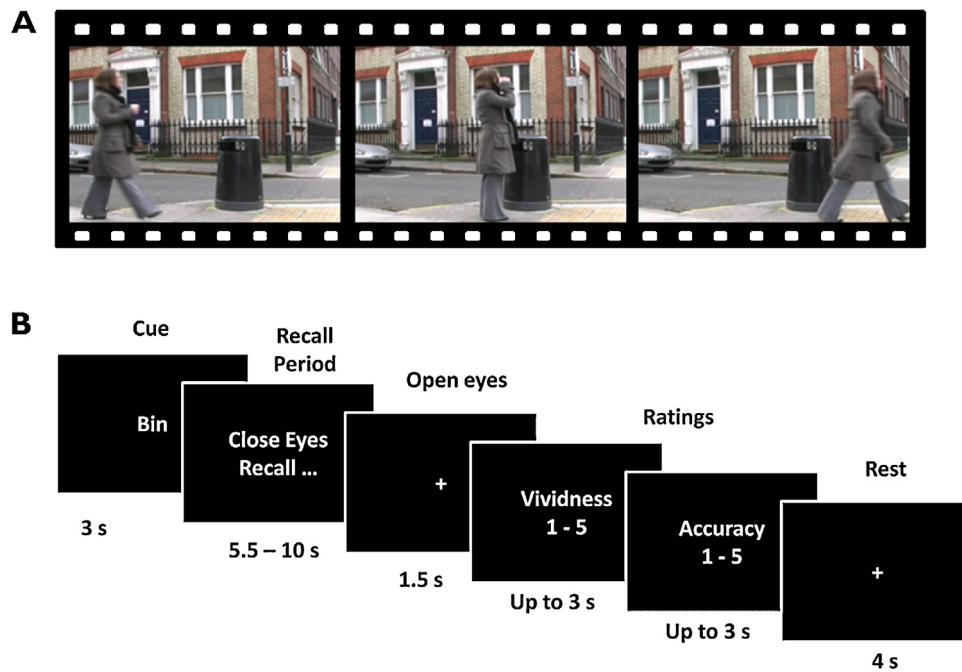 A
B
Cue
Recall
Period
Open eyes
Ratings
Rest
Bin
Close Eyes
Recall ...
+
Vividness
1 - 5
Accuracy
1 - 5
+
3 s
5.5 – 10 s
1.5 s
Up to 3 s
Up to 3 s
4 s